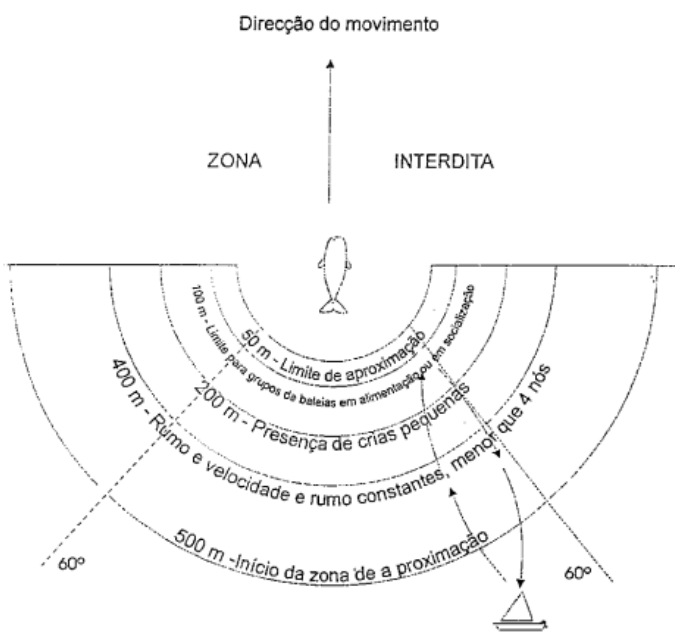 Direcção do movimento
ZONA
INTERDITA
50 m - Limite de aproximação
100 m - Limite para grupos de baleias em alimentação ou em socialização
200 m - Presença de crias pequenas
400 m - Rumo e velocidade e rumo constantes, menor que 4 nós
500 m -Início da zona de a proximação
60º
60º